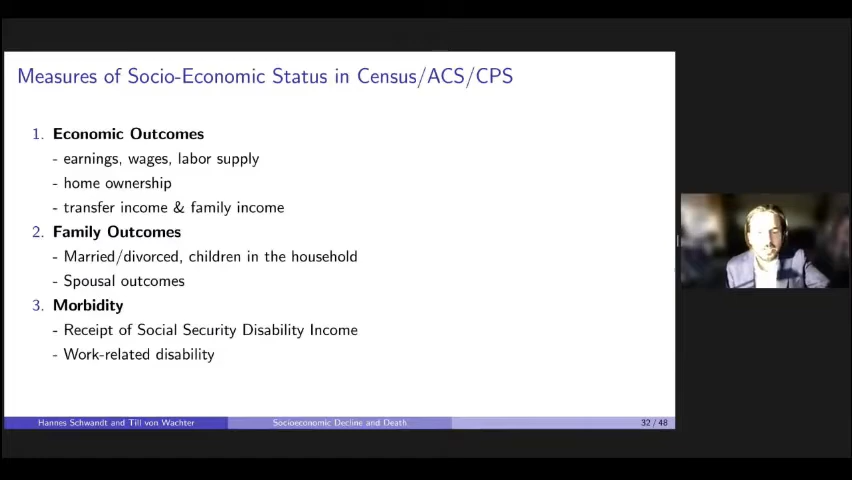 Measures of Socio-Economic Status in Census/ACS/CPS
1. Economic Outcomes
- earnings, wages, labor supply
- home ownership
- transfer income & family income
2. Family Outcomes
- Married/divorced, children in the household
- Spousal outcomes
3. Morbidity
- Receipt of Social Security Disability Income
- Work-related disability
Hannes Schwandt and Till von Wachter
Socioeconomic Decline and Death
32 / 48